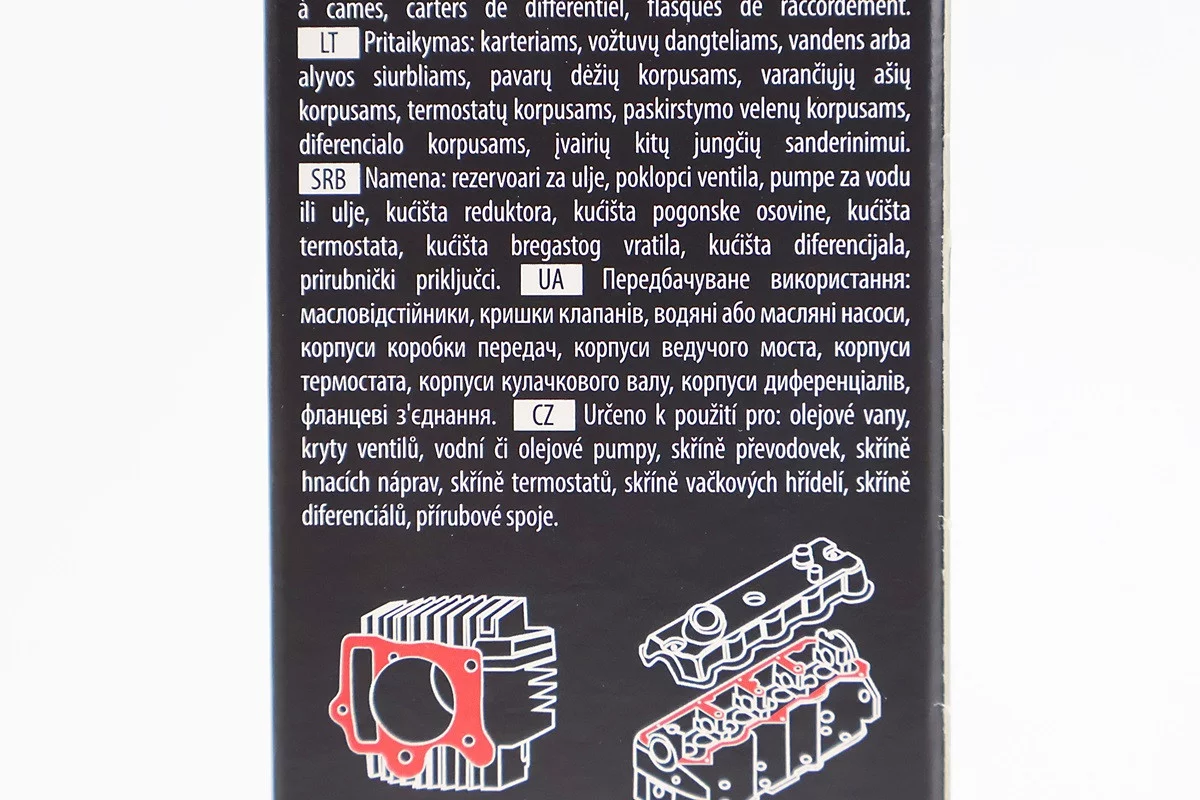 à cames, carters de différentiel, flasques de raccordement.
LT Pritaikymas: karteriams, vožtuvų dangteliams, vandens arba
alyvos siurbliams, pavarų dėžių korpusams, varančiųjų ašių
korpusams, termostatų korpusams, paskirstymo velenų korpusams,
diferencialo korpusams, įvairių kitų jungčių sanderinimui.
SRB Namena: rezervoari za ulje, poklopci ventila, pumpe za vodu
ili ulje, kućišta reduktora, kućišta pogonske osovine, kućišta
termostata, kućišta bregastog vratila, kućišta diferencijala,
prirubnički priključci. UA Передбачуване використання:
масловідстійники, кришки клапанів, водяні або масляні насоси,
корпуси коробки передач, корпуси ведучого моста, корпуси
термостата, корпуси кулачкового валу, корпуси диференціалів,
фланцеві з'єднання. CZ Určeno k použití pro: olejové vany,
kryty ventilů, vodní či olejové pumpy, skříně převodovek, skříně
hnacích náprav, skříně termostatů, skříně vačkových hřídelí, skříně
diferenciálů, přírubové spoje.